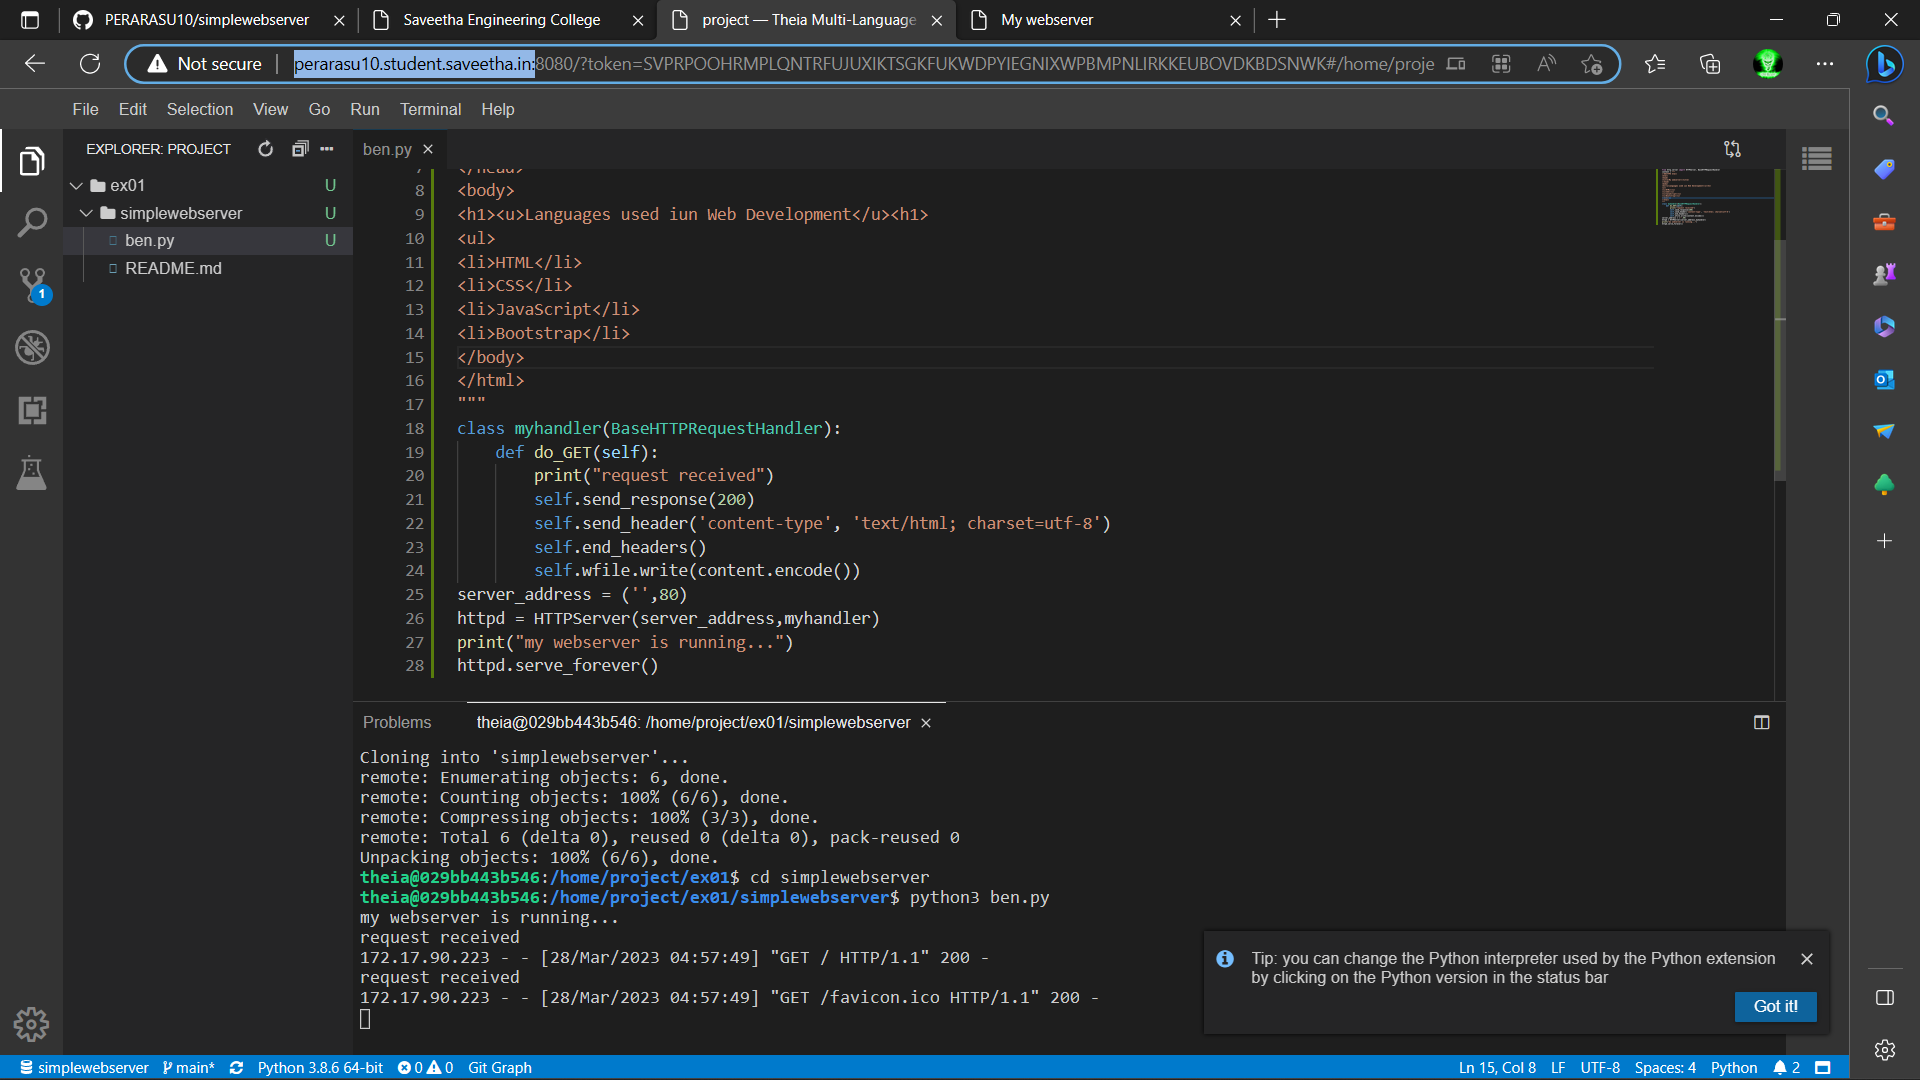 PERARASU10/simplewebserver
Saveetha Engineering College
project — Theia Multi-Language
My webserver
Not secure
perarasu10.student.saveetha.in:8080/?token=SVPRPOOHRMPLQNTRFUJUXIKTSGKFUKWDPYIEGNIXWPBMPNLIRKKEUBOVDKBDSNWK#/home/proje
File Edit Selection View Go Run Terminal Help
EXPLORER: PROJECT
ex01 U
simplewebserver U
ben.py U
README.md
1
ben.py
8 <body>
9 <h1><u>Languages used iun Web Development</u><h1>
10 <ul>
11 <li>HTML</li>
12 <li>CSS</li>
13 <li>JavaScript</li>
14 <li>Bootstrap</li>
15 </body>
16 </html>
17 """
18 class myhandler(BaseHTTPRequestHandler):
19 def do_GET(self):
20 print("request received")
21 self.send_response(200)
22 self.send_header('content-type', 'text/html; charset=utf-8')
23 self.end_headers()
24 self.wfile.write(content.encode())
25 server_address = ('',80)
26 httpd = HTTPServer(server_address,myhandler)
27 print("my webserver is running...")
28 httpd.serve_forever()
Problems
theia@029bb443b546: /home/project/ex01/simplewebserver
Cloning into 'simplewebserver'...
remote: Enumerating objects: 6, done.
remote: Counting objects: 100% (6/6), done.
remote: Compressing objects: 100% (3/3), done.
remote: Total 6 (delta 0), reused 0 (delta 0), pack-reused 0
Unpacking objects: 100% (6/6), done.
theia@029bb443b546:/home/project/ex01$ cd simplewebserver
theia@029bb443b546:/home/project/ex01/simplewebserver$ python3 ben.py
my webserver is running...
request received
172.17.90.223 - - [28/Mar/2023 04:57:49] "GET / HTTP/1.1" 200 -
request received
172.17.90.223 - - [28/Mar/2023 04:57:49] "GET /favicon.ico HTTP/1.1" 200 -
Tip: you can change the Python interpreter used by the Python extension
by clicking on the Python version in the status bar
Got it!
simplewebserver main* Python 3.8.6 64-bit 0 0 Git Graph
Ln 15, Col 8 LF UTF-8 Spaces: 4 Python 2